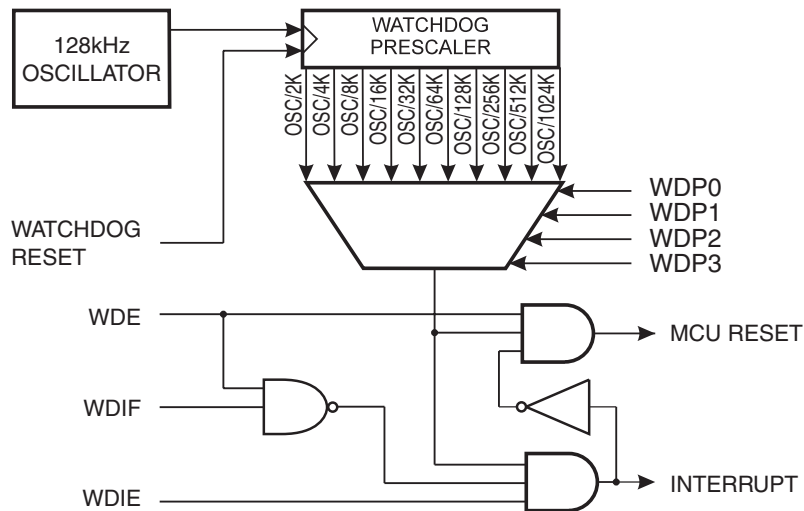 128kHz
OSCILLATOR
WATCHDOG
PRESCALER
OSC/2K
OSC/4K
OSC/8K
OSC/16K
OSC/32K
OSC/64K
OSC/128K
OSC/256K
OSC/512K
OSC/1024K
WATCHDOG
RESET
WDP0
WDP1
WDP2
WDP3
WDE
MCU RESET
WDIF
WDIE
INTERRUPT